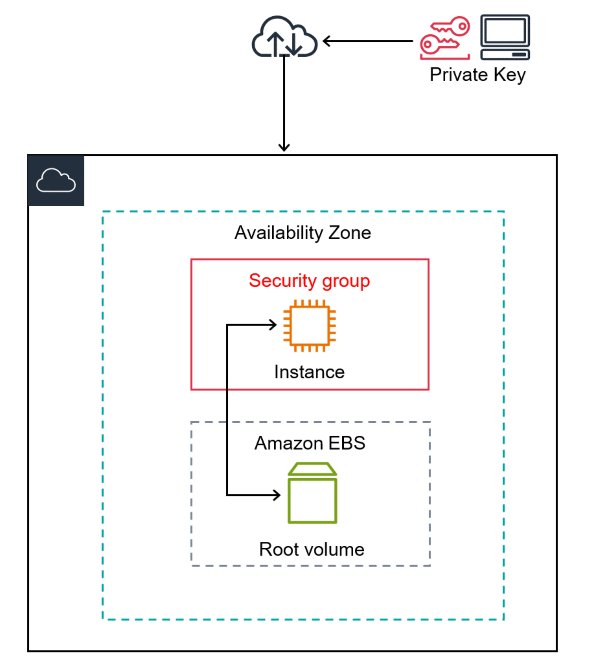 Private Key
Availability Zone
Security group
Instance
Amazon EBS
Root volume